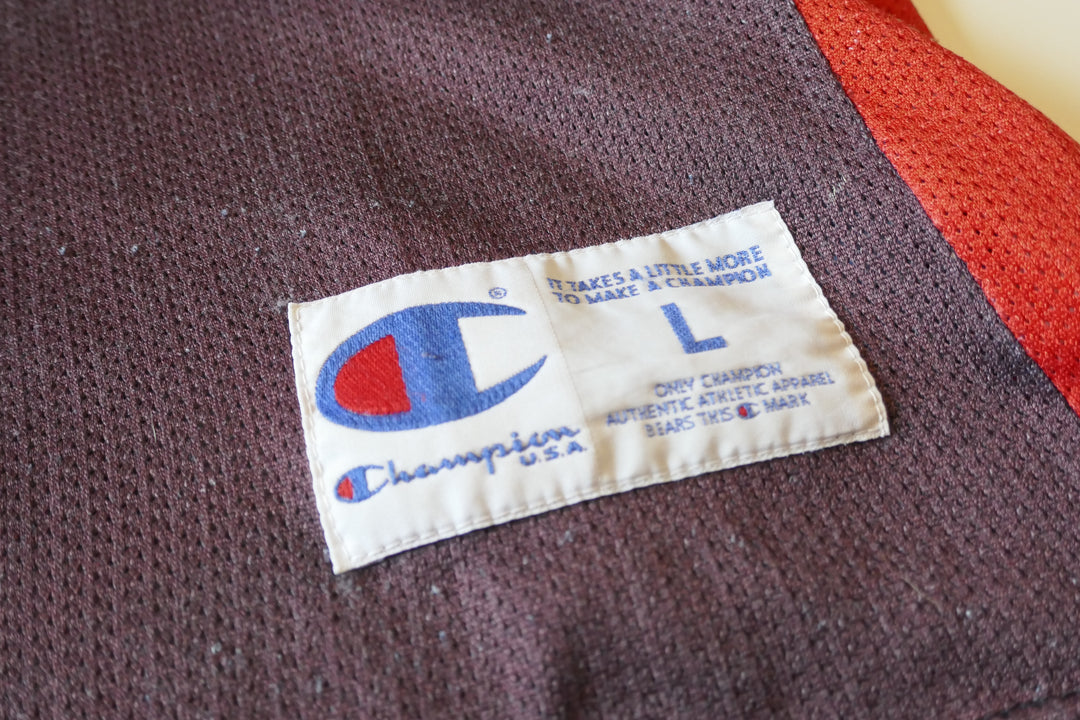 ®
Champion
U.S.A.
IT TAKES A LITTLE MORE
TO MAKE A CHAMPION
L
ONLY CHAMPION
AUTHENTIC ATHLETIC APPAREL
BEARS THIS C MARK